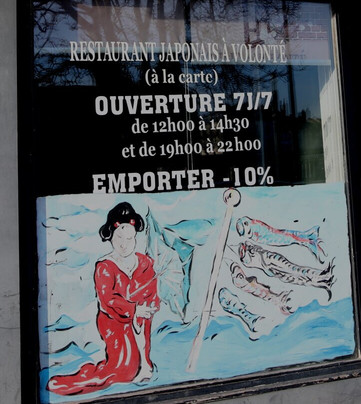 RESTAURANT JAPONAIS À VOLONTÉ
(à la carte)
OUVERTURE 7J/7
de 12h00 à 14h30
et de 19h00 à 22h00
EMPORTER -10%